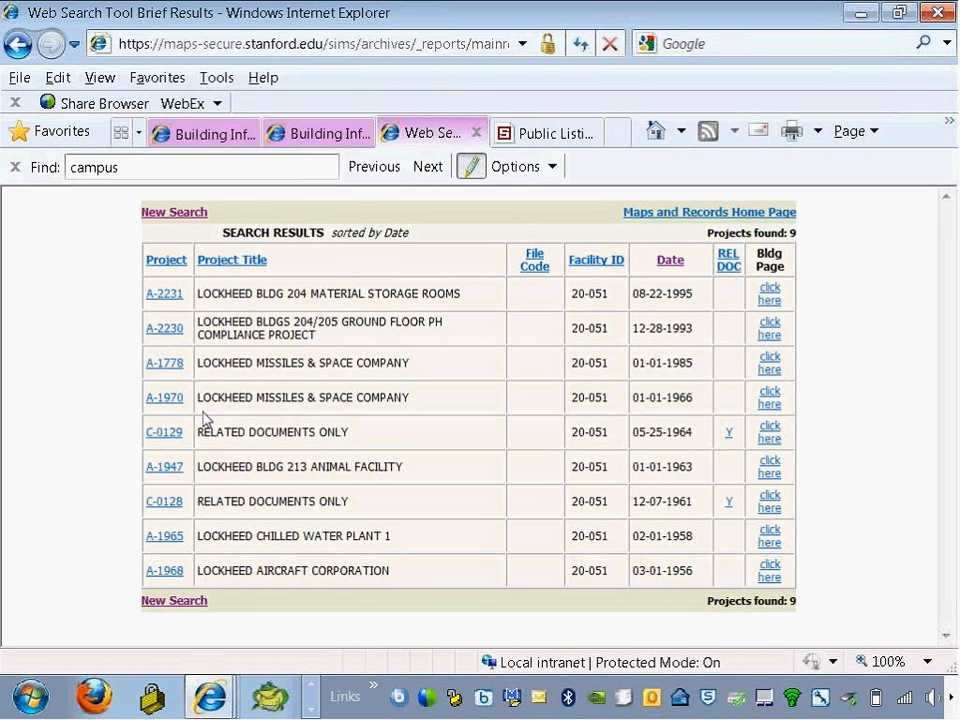 Web Search Tool Brief Results - Windows Internet Explorer
https://maps-secure.stanford.edu/sims/archives/_reports/mainr
Google
File Edit View Favorites Tools Help
x Share Browser WebEx
Favorites Building Inf... Building Inf... Web Se... x Public Listi... Page »
x Find: campus Previous Next Options
New Search Maps and Records Home Page
SEARCH RESULTS sorted by Date Projects found: 9
Project Project Title File Code Facility ID Date REL DOC Bldg Page
A-2231 LOCKHEED BLDG 204 MATERIAL STORAGE ROOMS 20-051 08-22-1995 click here
A-2230 LOCKHEED BLDGS 204/205 GROUND FLOOR PH COMPLIANCE PROJECT 20-051 12-28-1993 click here
A-1778 LOCKHEED MISSILES & SPACE COMPANY 20-051 01-01-1985 click here
A-1970 LOCKHEED MISSILES & SPACE COMPANY 20-051 01-01-1966 click here
C-0129 RELATED DOCUMENTS ONLY 20-051 05-25-1964 Y click here
A-1947 LOCKHEED BLDG 213 ANIMAL FACILITY 20-051 01-01-1963 click here
C-0128 RELATED DOCUMENTS ONLY 20-051 12-07-1961 Y click here
A-1965 LOCKHEED CHILLED WATER PLANT 1 20-051 02-01-1958 click here
A-1968 LOCKHEED AIRCRAFT CORPORATION 20-051 03-01-1956 click here
New Search Projects found: 9
Local intranet | Protected Mode: On 100%
Links »